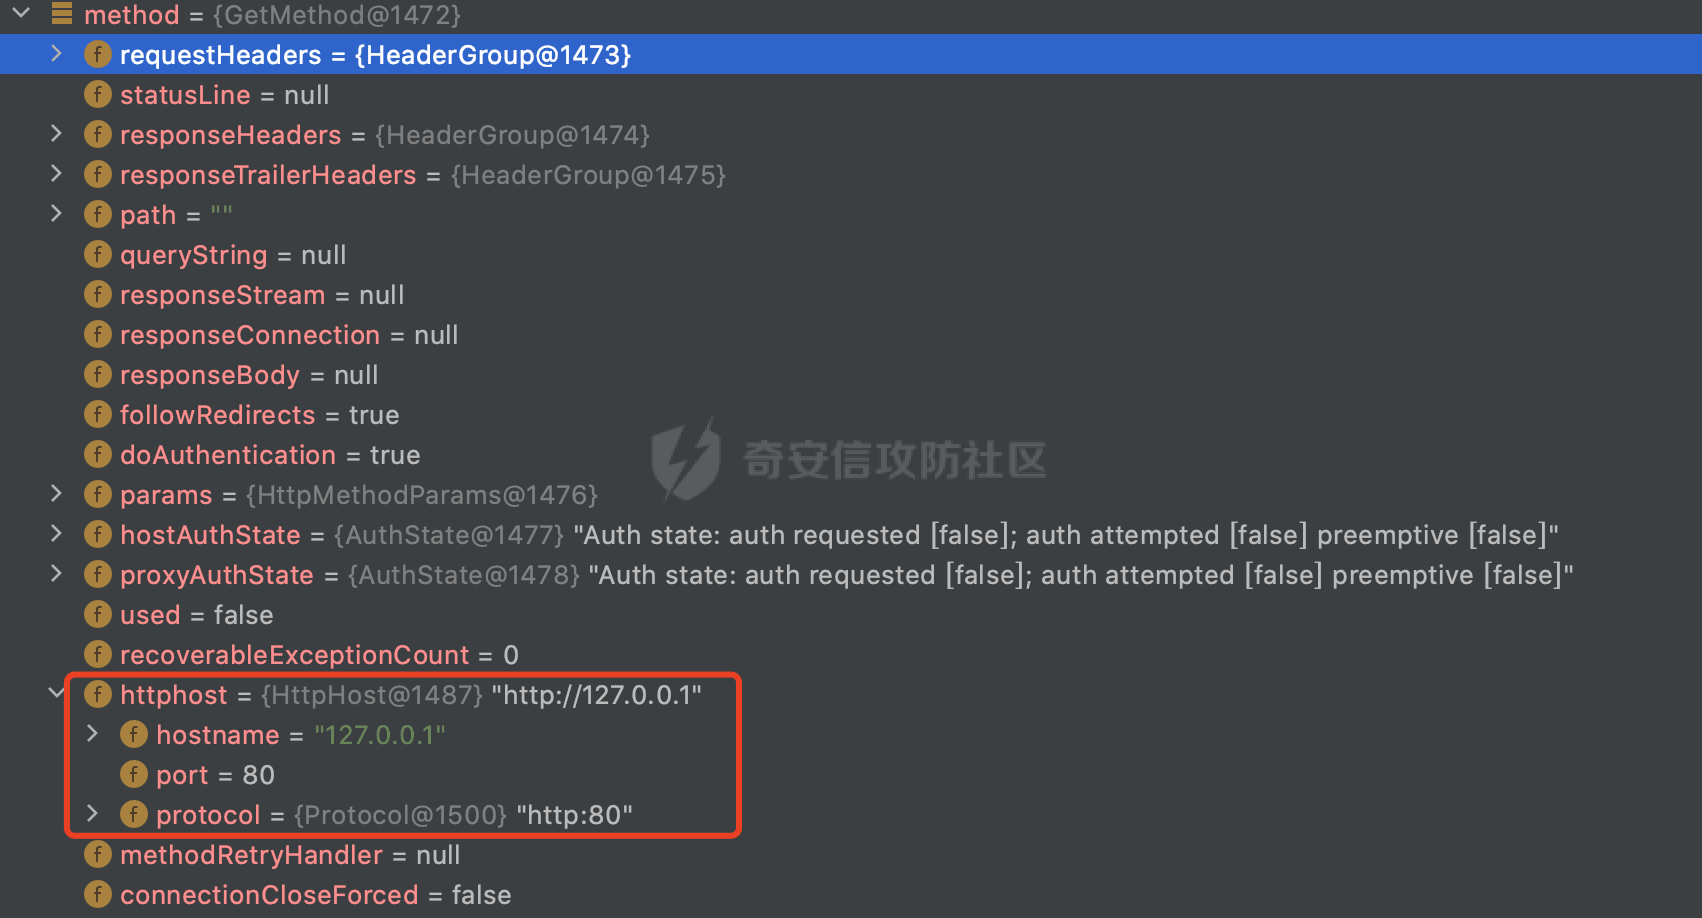 method = {GetMethod@1472}
requestHeaders = {HeaderGroup@1473}
statusLine = null
responseHeaders = {HeaderGroup@1474}
responseTrailerHeaders = {HeaderGroup@1475}
path = ""
queryString = null
responseStream = null
responseConnection = null
responseBody = null
followRedirects = true
doAuthentication = true
奇安信攻防社区
params = {HttpMethodParams@1476}
hostAuthState = {AuthState@1477} "Auth state: auth requested [false]; auth attempted [false] preemptive [false]"
proxyAuthState = {AuthState@1478} "Auth state: auth requested [false]; auth attempted [false] preemptive [false]"
used = false
recoverableExceptionCount = 0
httphost = {HttpHost@1487} "http://127.0.0.1"
hostname = "127.0.0.1"
port = 80
protocol = {Protocol@1500} "http:80"
methodRetryHandler = null
connectionCloseForced = false